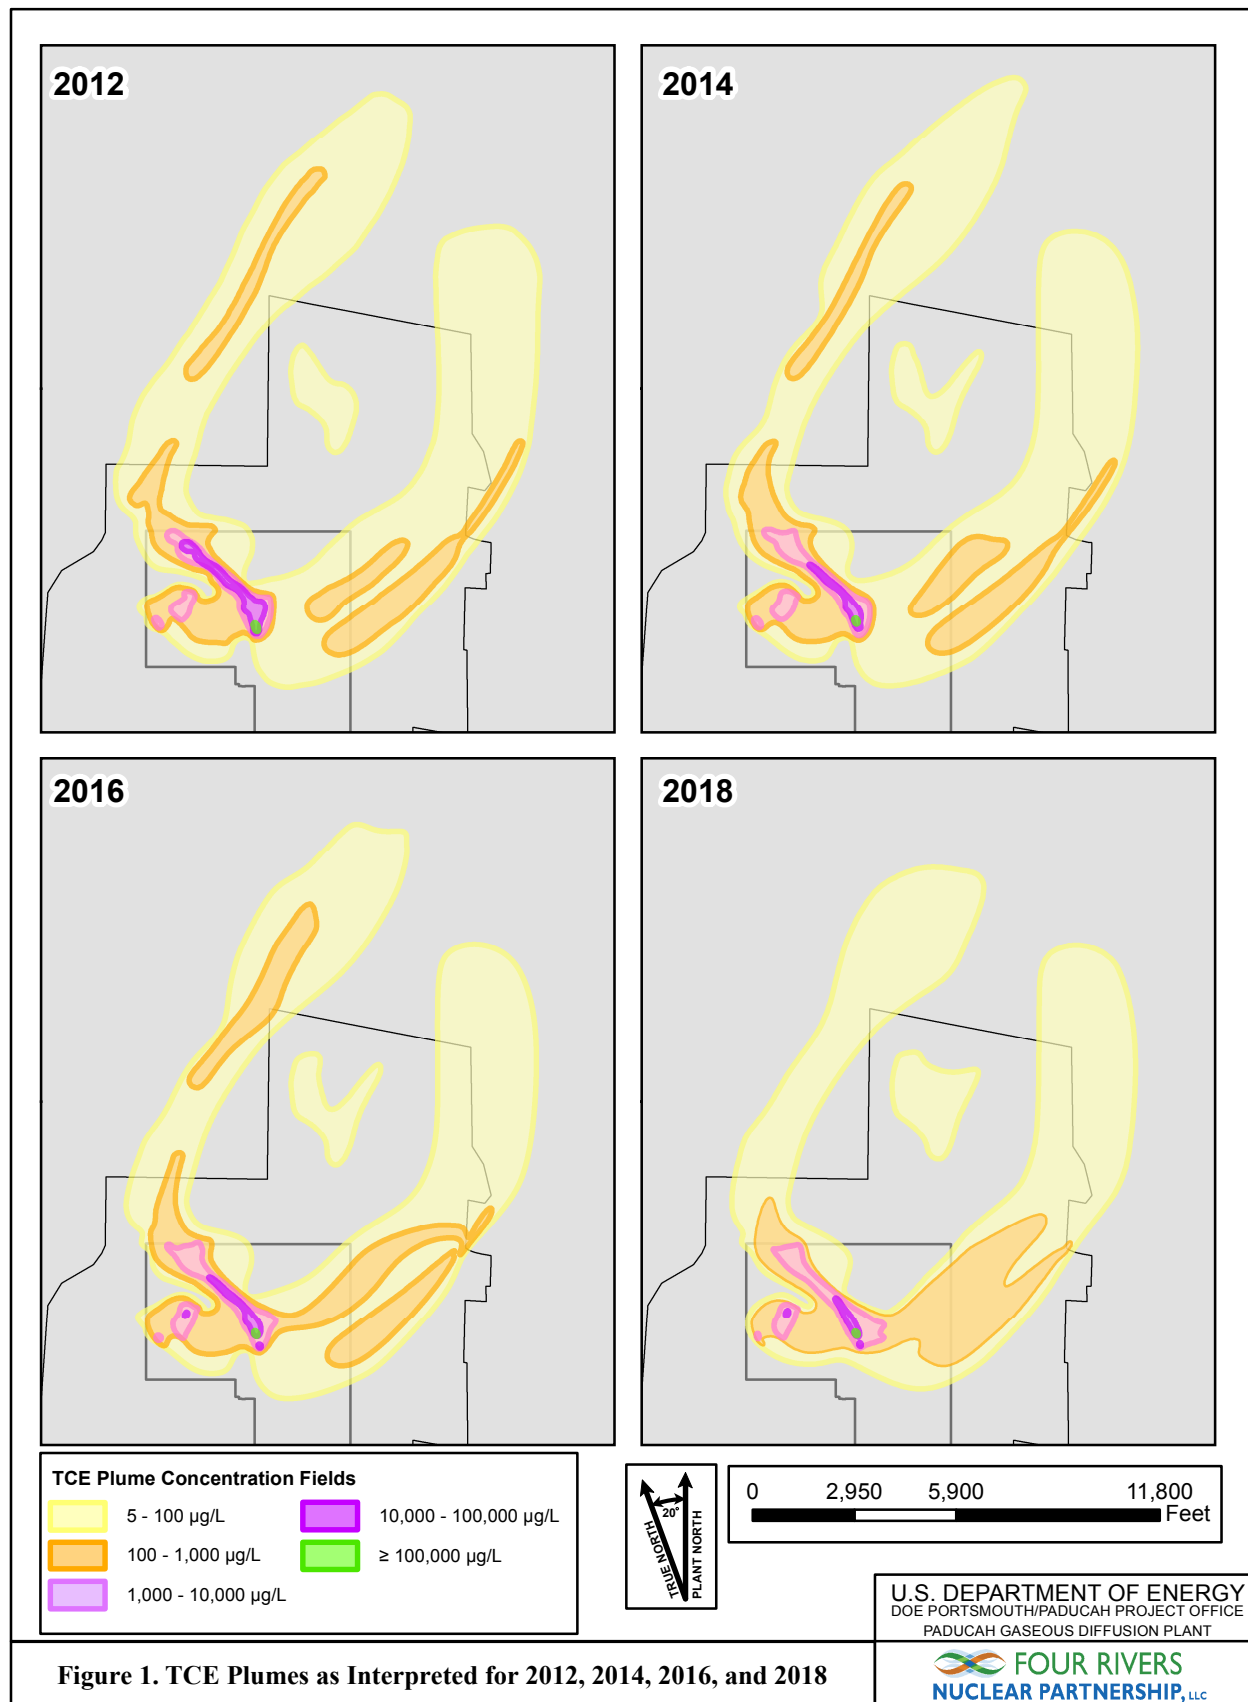 2012
2014
2016
2018
TCE Plume Concentration Fields
5 - 100 µg/L
10,000 - 100,000 µg/L
100 - 1,000 µg/L
≥ 100,000 µg/L
1,000 - 10,000 µg/L
TRUE NORTH
20°
PLANT NORTH
0 2,950 5,900 11,800
Feet
U.S. DEPARTMENT OF ENERGY
DOE PORTSMOUTH/PADUCAH PROJECT OFFICE
PADUCAH GASEOUS DIFFUSION PLANT
Figure 1. TCE Plumes as Interpreted for 2012, 2014, 2016, and 2018
FOUR RIVERS
NUCLEAR PARTNERSHIP, LLC